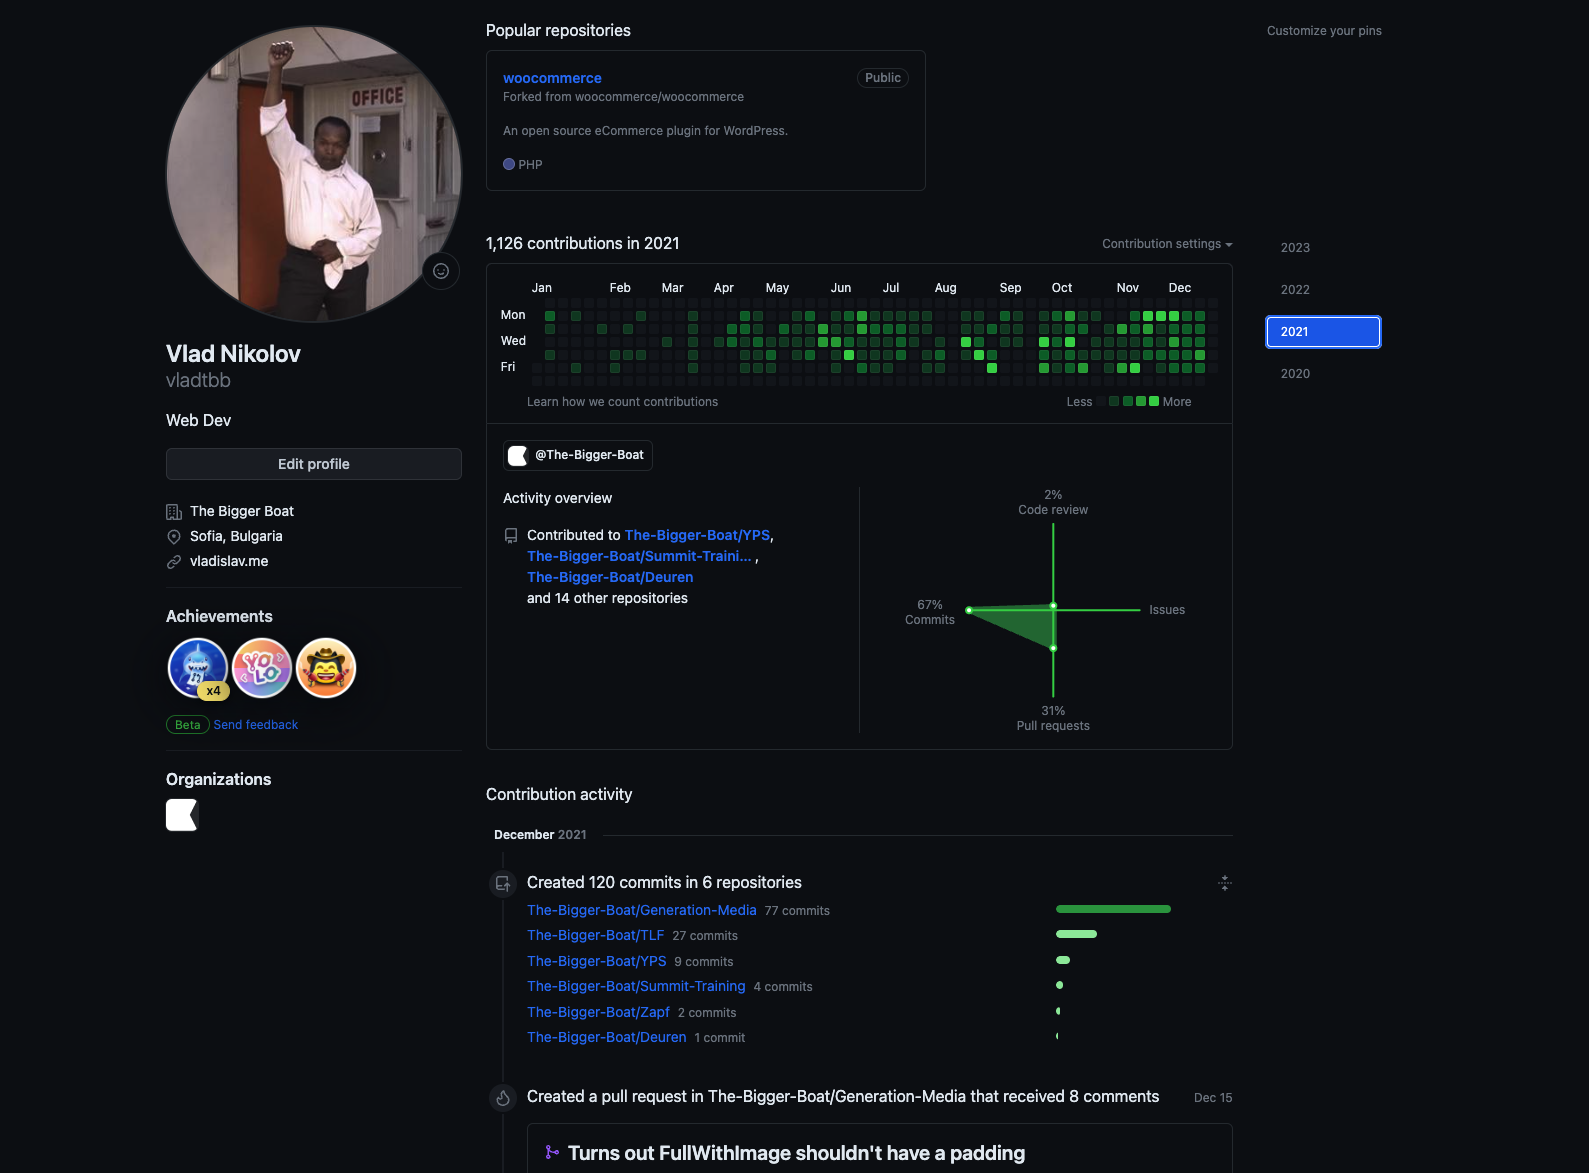 OFFICE
Vlad Nikolov
vladtbb
Web Dev
Edit profile
The Bigger Boat
Sofia, Bulgaria
vladislav.me
Achievements
YOLO
x4
Beta Send feedback
Organizations
Popular repositories
Customize your pins
woocommerce
Public
Forked from woocommerce/woocommerce
An open source eCommerce plugin for WordPress.
PHP
1,126 contributions in 2021
Contribution settings
Jan Feb Mar Apr May Jun Jul Aug Sep Oct Nov Dec
Mon
Wed
Fri
Learn how we count contributions
Less More
2023
2022
2021
2020
@The-Bigger-Boat
Activity overview
Contributed to The-Bigger-Boat/YPS,
The-Bigger-Boat/Summit-Traini... ,
The-Bigger-Boat/Deuren
and 14 other repositories
2%
Code review
67%
Commits
Issues
31%
Pull requests
Contribution activity
December 2021
Created 120 commits in 6 repositories
The-Bigger-Boat/Generation-Media 77 commits
The-Bigger-Boat/TLF 27 commits
The-Bigger-Boat/YPS 9 commits
The-Bigger-Boat/Summit-Training 4 commits
The-Bigger-Boat/Zapf 2 commits
The-Bigger-Boat/Deuren 1 commit
Created a pull request in The-Bigger-Boat/Generation-Media that received 8 comments
Dec 15
Turns out FullWithImage shouldn't have a padding